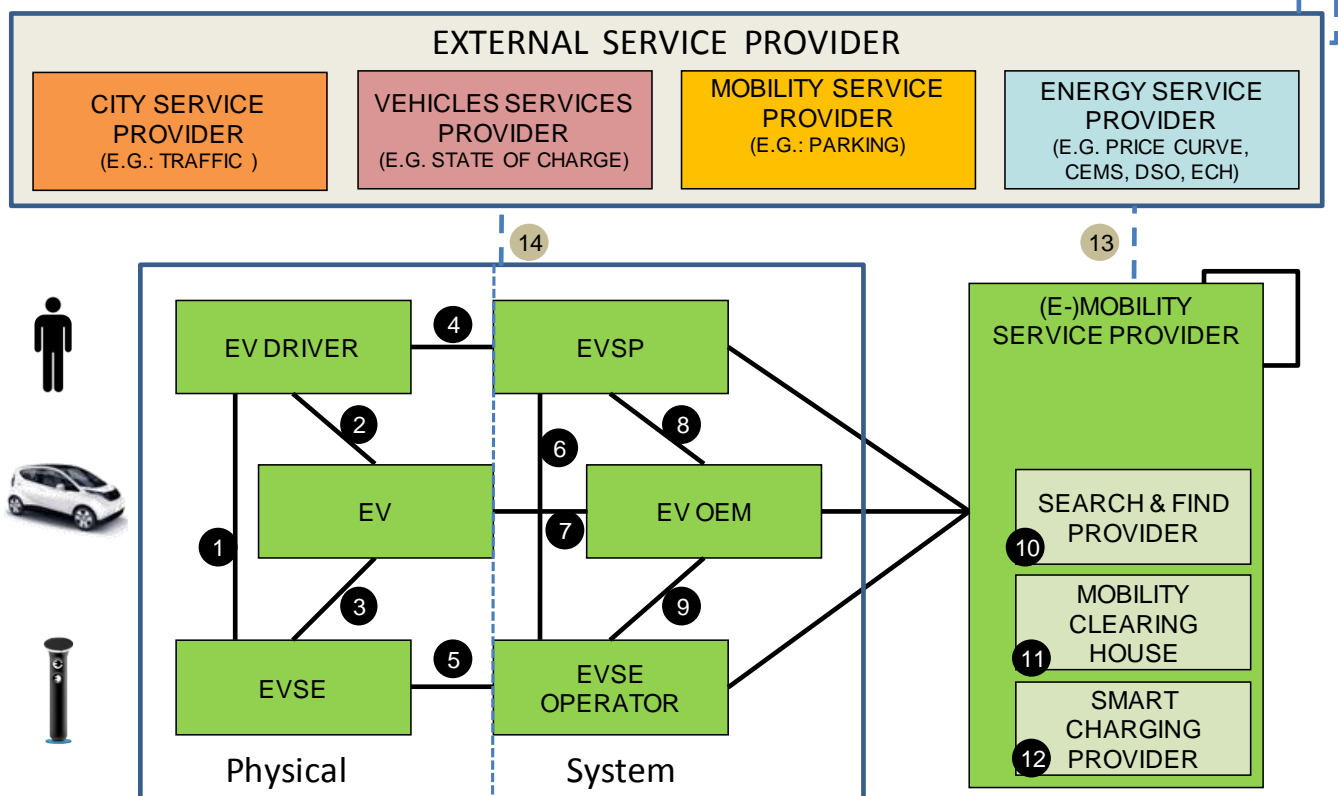 EXTERNAL SERVICE PROVIDER
CITY SERVICE
PROVIDER
(E.G.: TRAFFIC )
VEHICLES SERVICES
PROVIDER
(E.G. STATE OF CHARGE)
MOBILITY SERVICE
PROVIDER
(E.G.: PARKING)
ENERGY SERVICE
PROVIDER
(E.G. PRICE CURVE,
CEMS, DSO, ECH)
14
13
EV DRIVER
4
EVSP
(E-)MOBILITY
SERVICE PROVIDER
2
8
6
EV
7
EV OEM
1
3
9
SEARCH & FIND
PROVIDER
10
MOBILITY
CLEARING
HOUSE
11
EVSE
5
EVSE
OPERATOR
SMART
CHARGING
PROVIDER
12
Physical
System